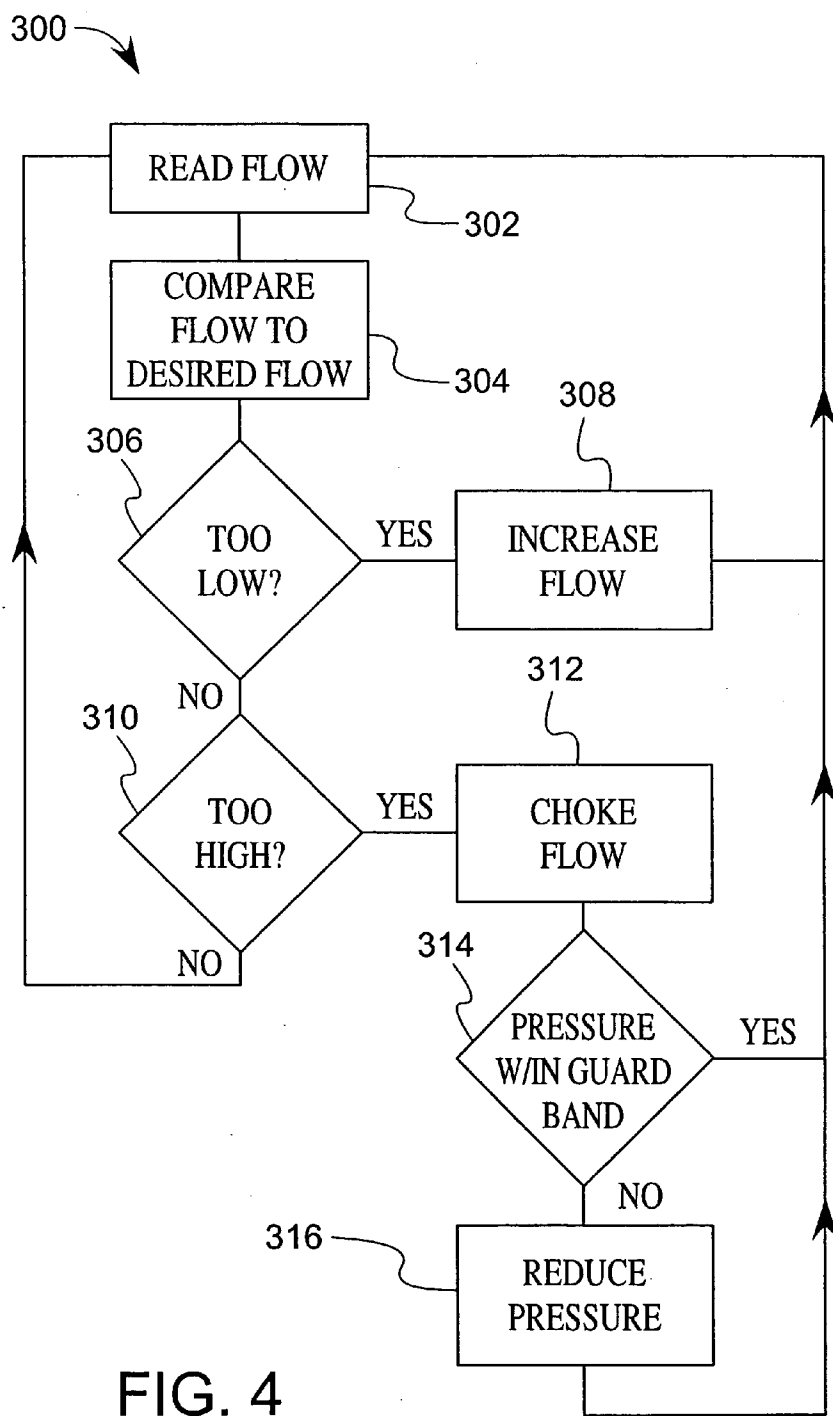 300
READ FLOW
302
COMPARE
FLOW TO
DESIRED FLOW
304
306
308
TOO
LOW?
YES
INCREASE
FLOW
NO
312
310
TOO
HIGH?
YES
CHOKE
FLOW
NO
314
PRESSURE
W/IN GUARD
BAND
YES
NO
316
REDUCE
PRESSURE
FIG. 4